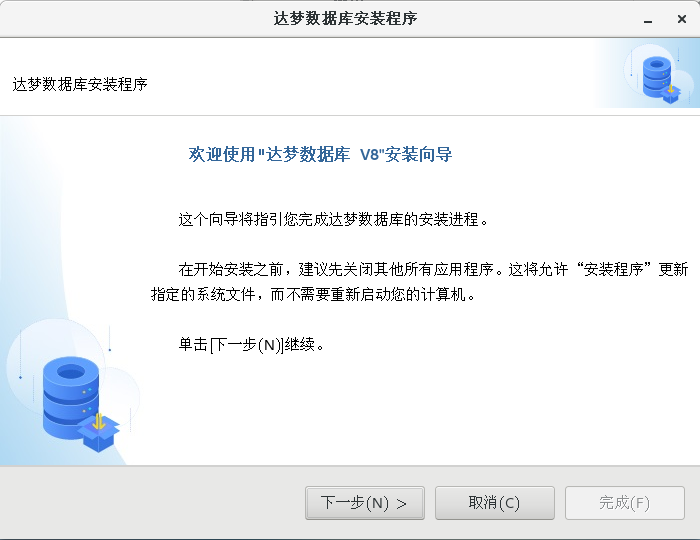 达梦数据库安装程序
达梦数据库安装程序
欢迎使用"达梦数据库 V8"安装向导
这个向导将指引您完成达梦数据库的安装进程。
在开始安装之前，建议先关闭其他所有应用程序。这将允许“安装程序”更新
指定的系统文件，而不需要重新启动您的计算机。
单击[下一步(N)]继续。
下一步(N) >
取消(C)
完成(F)